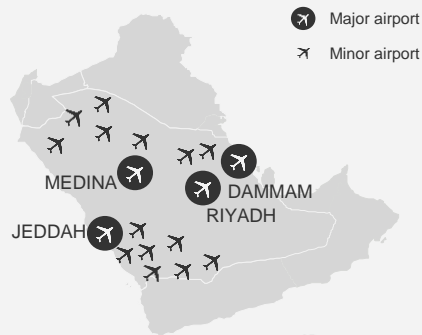 Major airport
Minor airport
MEDINA
DAMMAM
RIYADH
JEDDAH